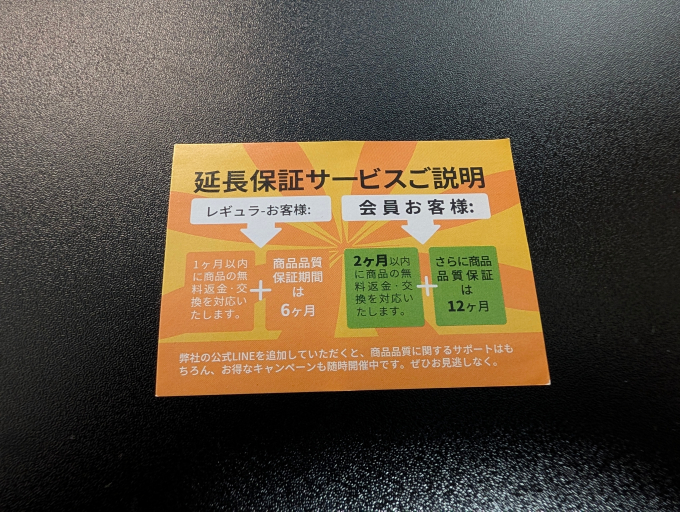 延長保証サービスご説明
レギュラ-お客様:
会員お客様:
1ヶ月以内
に商品の無
料返金·交
換を対応い
たします。
+
商品品質
保証期間
は
6ヶ月
2ヶ月以内
に商品の無
料返金·交
換を対応い
たします。
+
さらに商品
品質保証
は
12ヶ月
弊社の公式LINEを追加していただくと、商品品質に関するサポートはも
ちろん、お得なキャンペーンも随時開催中です。ぜひお見逃しなく。